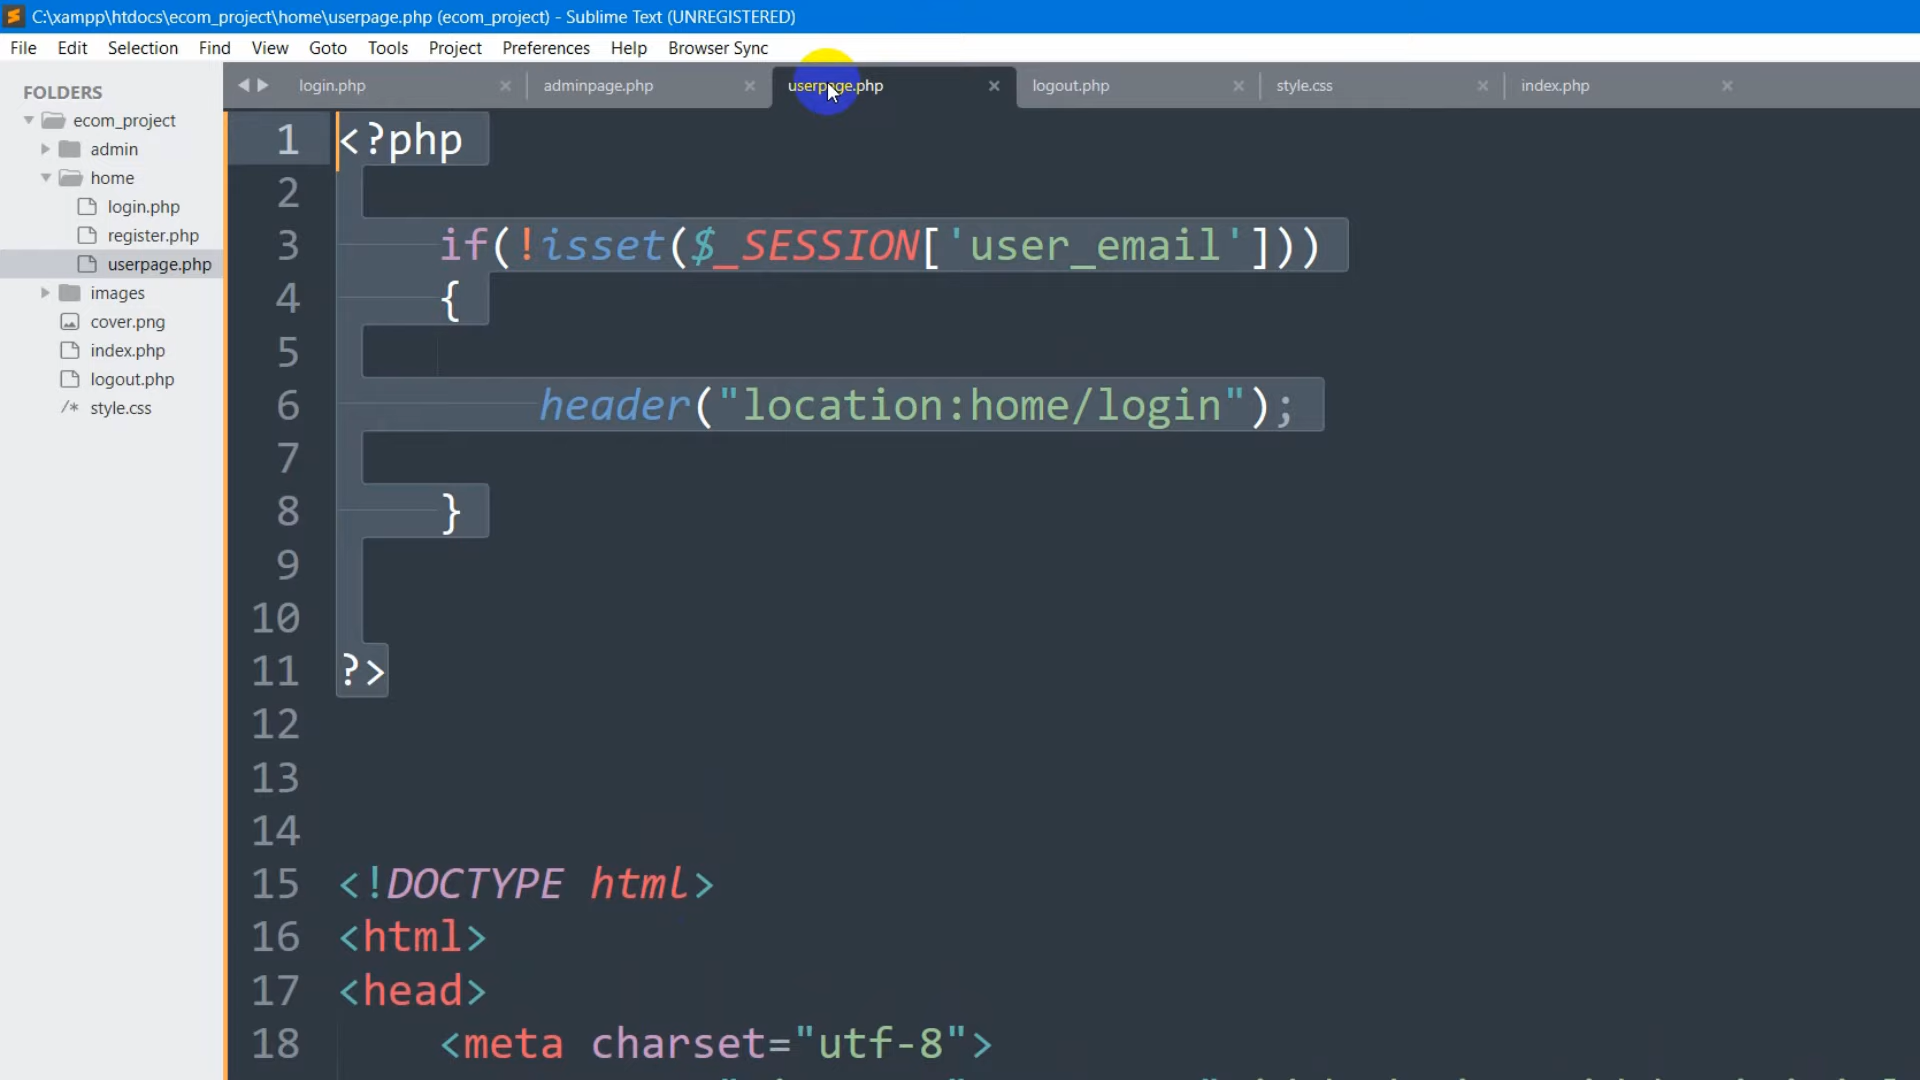 C:\xampp\htdocs\ecom_project\home\userpage.php (ecom_project) - Sublime Text (UNREGISTERED)
File Edit Selection Find View Goto Tools Project Preferences Help Browser Sync
FOLDERS
ecom_project
admin
home
login.php
register.php
userpage.php
images
cover.png
index.php
logout.php
/* style.css
login.php adminpage.php userpage.php logout.php style.css index.php
1 <?php
2
3 if(!isset($_SESSION['user_email']))
4 {
5
6 header("location:home/login");
7
8 }
9
10
11 ?>
12
13
14
15 <!DOCTYPE html>
16 <html>
17 <head>
18 <meta charset="utf-8">